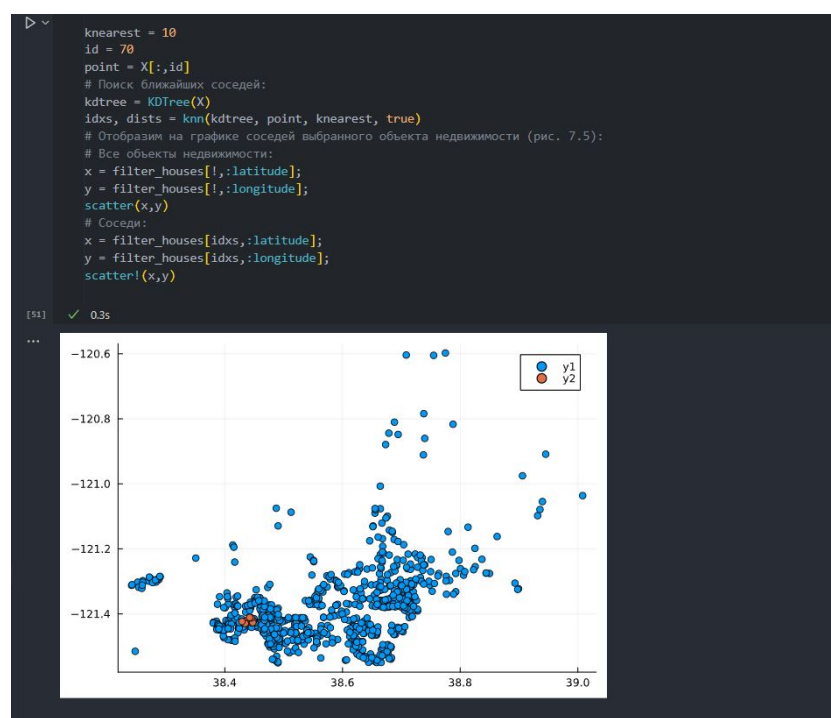 knearest = 10
id = 70
point = X[:,id]
# Поиск ближайших соседей:
kdtree = KDTree(X)
idxs, dists = knn(kdtree, point, knearest, true)
# Отобразим на графике соседей выбранного объекта недвижимости (рис. 7.5):
# Все объекты недвижимости:
x = filter_houses[!,:latitude];
y = filter_houses[!,:longitude];
scatter(x,y)
# Соседи:
x = filter_houses[idxs,:latitude];
y = filter_houses[idxs,:longitude];
scatter!(x,y)
[51] ✓ 0.3s
...
y1
y2
−120.6
−120.8
−121.0
−121.2
−121.4
38.4 38.6 38.8 39.0